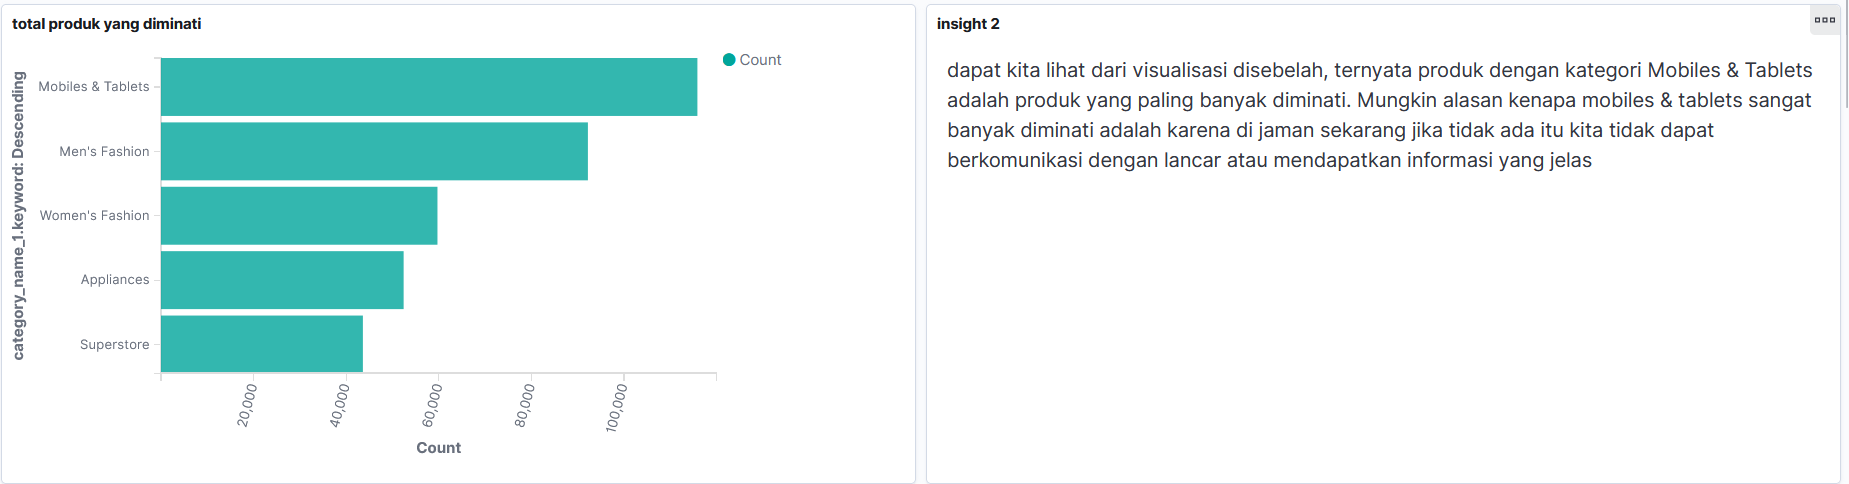 total produk yang diminati
Count
category_name_1.keyword: Descending
Mobiles & Tablets
Men's Fashion
Women's Fashion
Appliances
Superstore
20,000
40,000
60,000
80,000
100,000
Count
insight 2
dapat kita lihat dari visualisasi disebelah, ternyata produk dengan kategori Mobiles & Tablets
adalah produk yang paling banyak diminati. Mungkin alasan kenapa mobiles & tablets sangat
banyak diminati adalah karena di jaman sekarang jika tidak ada itu kita tidak dapat
berkomunikasi dengan lancar atau mendapatkan informasi yang jelas